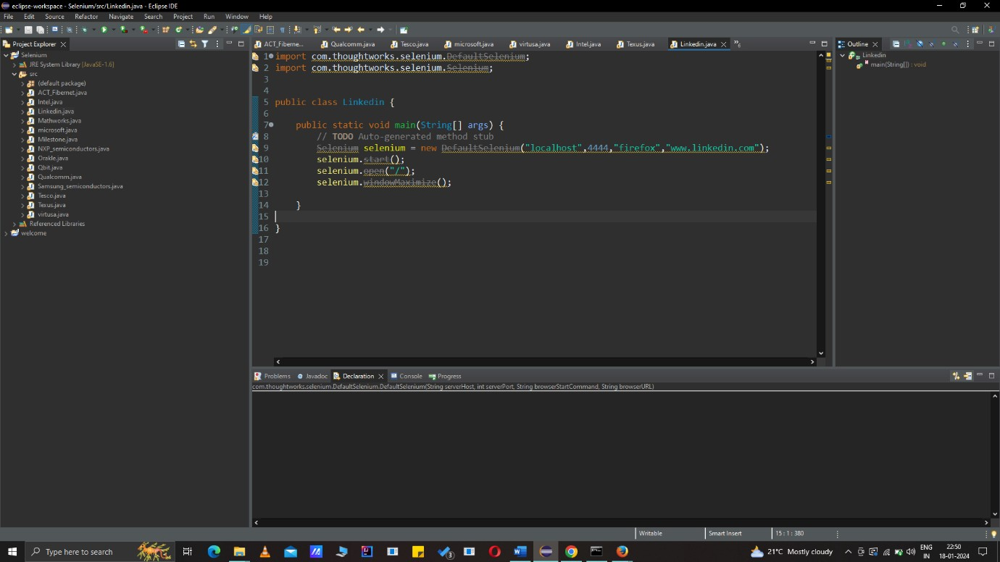 eclipse-workspace - Selenium/src/Linkedin.java - Eclipse IDE
File Edit Source Refactor Navigate Search Project Run Window Help
Project Explorer
Selenium
JRE System Library [JavaSE-1.6]
src
(default package)
ACT_Fibernet.java
Intel.java
Linkedin.java
Mathworks.java
microsoft.java
Milestone.java
NXP_semiconductors.java
Orakle.java
Qbit.java
Qualcomm.java
Samsung_semiconductors.java
Tesco.java
Texus.java
virtusa.java
Referenced Libraries
welcome
ACT_Fiberne... Qualcomm.java Tesco.java microsoft.java virtusa.java Intel.java Texus.java Linkedin.java »6
1 import com.thoughtworks.selenium.DefaultSelenium;
2 import com.thoughtworks.selenium.Selenium;
3
4
5 public class Linkedin {
6
7 public static void main(String[] args) {
8 // TODO Auto-generated method stub
9 Selenium selenium = new DefaultSelenium("localhost",4444,"firefox","www.linkedin.com");
10 selenium.start();
11 selenium.open("/");
12 selenium.windowMaximize();
13
14 }
15
16 }
17
18
19
Outline
Linkedin
main(String[]) : void
Problems Javadoc Declaration Console Progress
com.thoughtworks.selenium.DefaultSelenium.DefaultSelenium(String serverHost, int serverPort, String browserStartCommand, String browserURL)
Writable Smart Insert 15 : 1 : 380
Type here to search
3
21°C Mostly cloudy
ENG
IN
22:50
18-01-2024